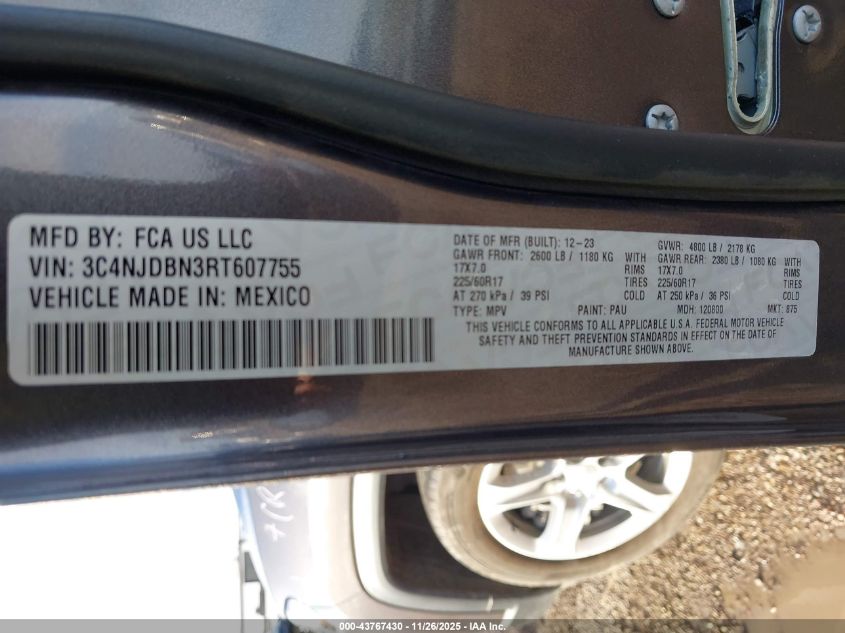 MFD BY: FCA US LLC
VIN: 3C4NJDBN3RT607755
VEHICLE MADE IN: MEXICO
DATE OF MFR (BUILT): 12-23 GVWR: 4800 LB / 2178 KG
GAWR FRONT: 2600 LB / 1180 KG GAWR REAR: 2380 LB / 1080 KG
17X7.0 RIMS 17X7.0 RIMS
225/60R17 TIRES 225/60R17 TIRES
AT 270 kPa / 39 PSI COLD AT 250 kPa / 36 PSI COLD
TYPE: MPV PAINT: PAU MDH: 120800 MKT: 875
THIS VEHICLE CONFORMS TO ALL APPLICABLE U.S.A. FEDERAL MOTOR VEHICLE
SAFETY AND THEFT PREVENTION STANDARDS IN EFFECT ON THE DATE OF
MANUFACTURE SHOWN ABOVE.
000-43767430 - 11/26/2025 - IAA Inc.